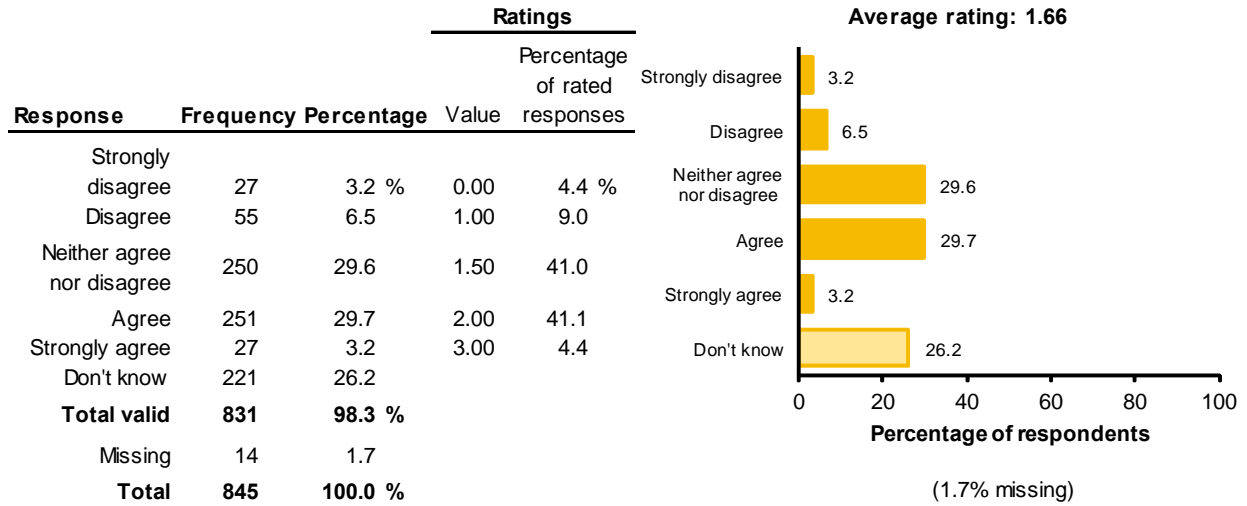 Ratings
Response Frequency Percentage Value Percentage of rated responses
Strongly disagree 27 3.2 % 0.00 4.4 %
Disagree 55 6.5 1.00 9.0
Neither agree nor disagree 250 29.6 1.50 41.0
Agree 251 29.7 2.00 41.1
Strongly agree 27 3.2 3.00 4.4
Don't know 221 26.2
Total valid 831 98.3 %
Missing 14 1.7
Total 845 100.0 %
Average rating: 1.66
Strongly disagree 3.2
Disagree 6.5
Neither agree
nor disagree 29.6
Agree 29.7
Strongly agree 3.2
Don't know 26.2
0 20 40 60 80 100
Percentage of respondents
(1.7% missing)